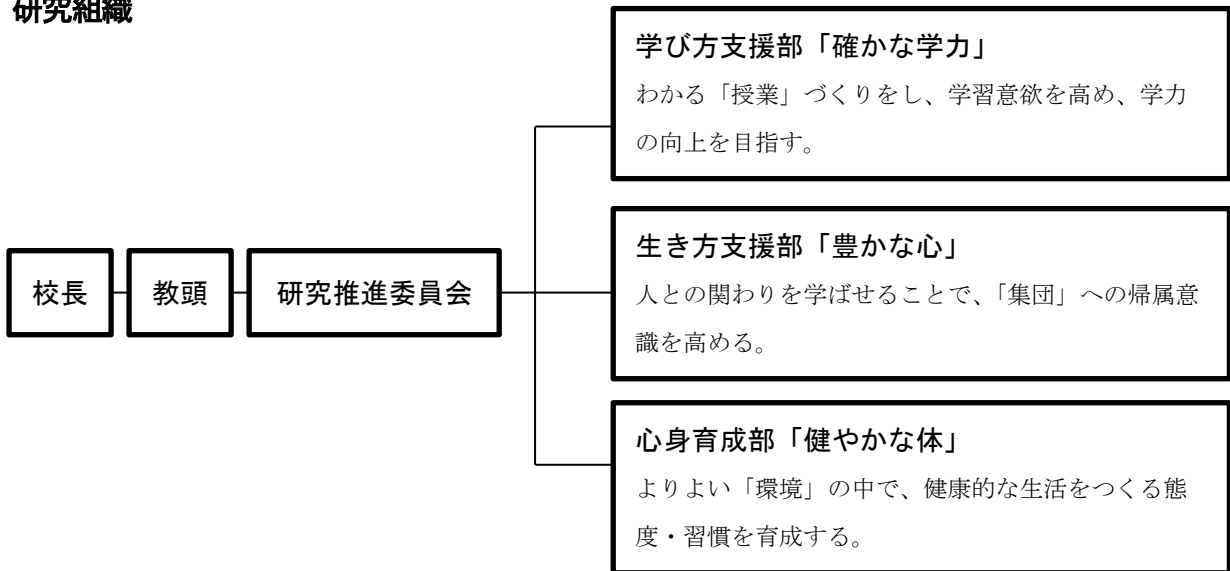 研究組織
学び方支援部「確かな学力」
わかる「授業」づくりをし、学習意欲を高め、学力
の向上を目指す。
校長
教頭
研究推進委員会
生き方支援部「豊かな心」
人との関わりを学ばせることで、「集団」への帰属意
識を高める。
心身育成部「健やかな体」
よりよい「環境」の中で、健康的な生活をつくる態
度・習慣を育成する。